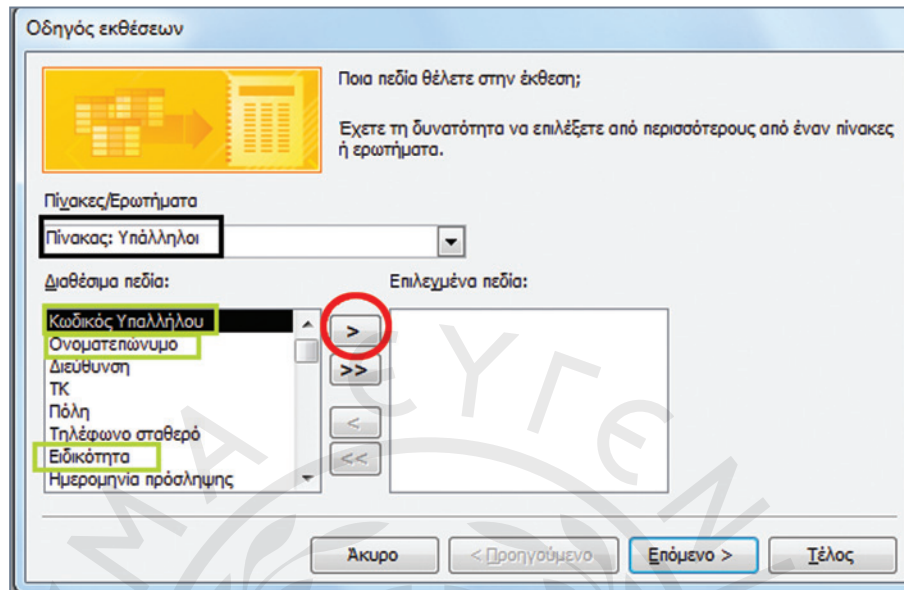 Οδηγός εκθέσεων
Ποια πεδία θέλετε στην έκθεση;
Έχετε τη δυνατότητα να επιλέξετε από περισσότερους από έναν πίνακες
ή ερωτήματα.
Πίνακες/Ερωτήματα
Πίνακας: Υπάλληλοι
Διαθέσιμα πεδία:
Επιλεγμένα πεδία:
Κωδικός Υπαλλήλου
Ονοματεπώνυμο
Διεύθυνση
ΤΚ
Πόλη
Τηλέφωνο σταθερό
Ειδικότητα
Ημερομηνία πρόσληψης
>
>>
<
<<
Άκυρο
< Προηγούμενο
Επόμενο >
Τέλος
ΜΑ ΕΥΓΕΝ